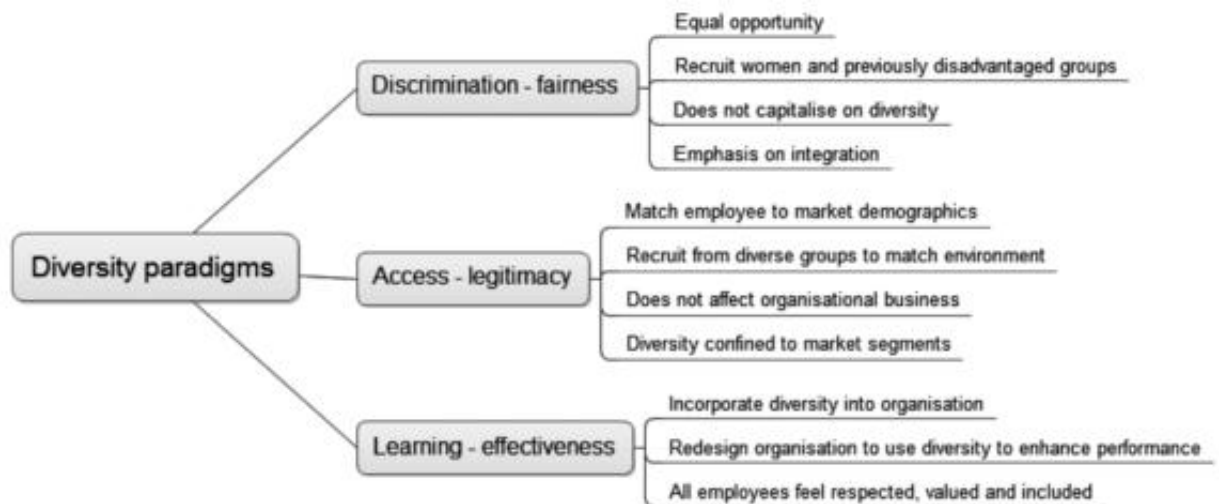 Diversity paradigms
Discrimination - fairness
Equal opportunity
Recruit women and previously disadvantaged groups
Does not capitalise on diversity
Emphasis on integration
Access - legitimacy
Match employee to market demographics
Recruit from diverse groups to match environment
Does not affect organisational business
Diversity confined to market segments
Learning - effectiveness
Incorporate diversity into organisation
Redesign organisation to use diversity to enhance performance
All employees feel respected, valued and included